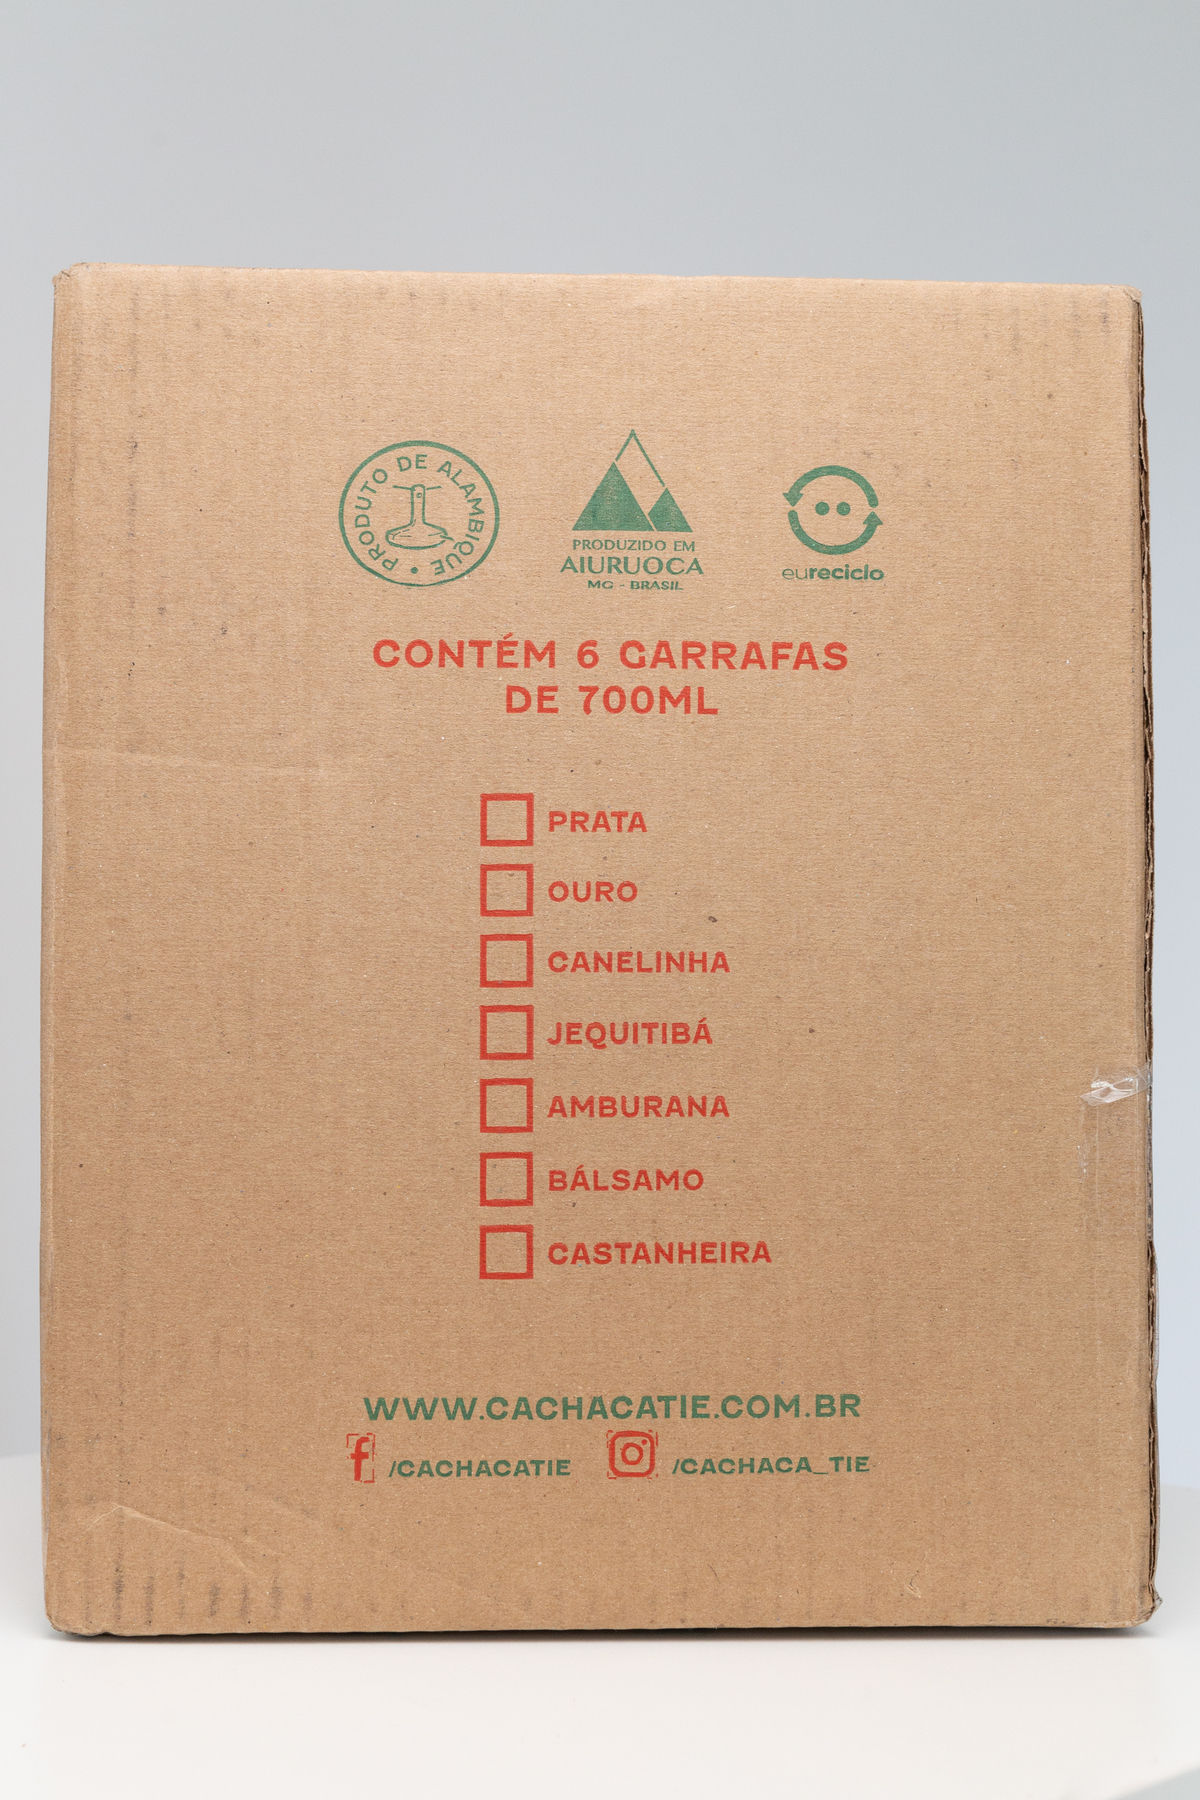 PRODUTO DE ALAMBIQUE •
PRODUZIDO EM
AIURUOCA
MG - BRASIL
eureciclo
CONTÉM 6 GARRAFAS
DE 700ML
PRATA
OURO
CANELINHA
JEQUITIBÁ
AMBURANA
BÁLSAMO
CASTANHEIRA
WWW.CACHACATIE.COM.BR
f /CACHACATIE /CACHACA_TIE